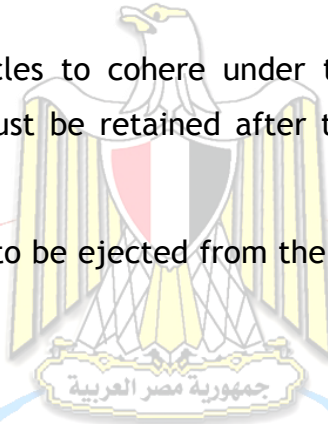 cles to cohere under t
ust be retained after t
to be ejected from the
جمهورية مصر العربية